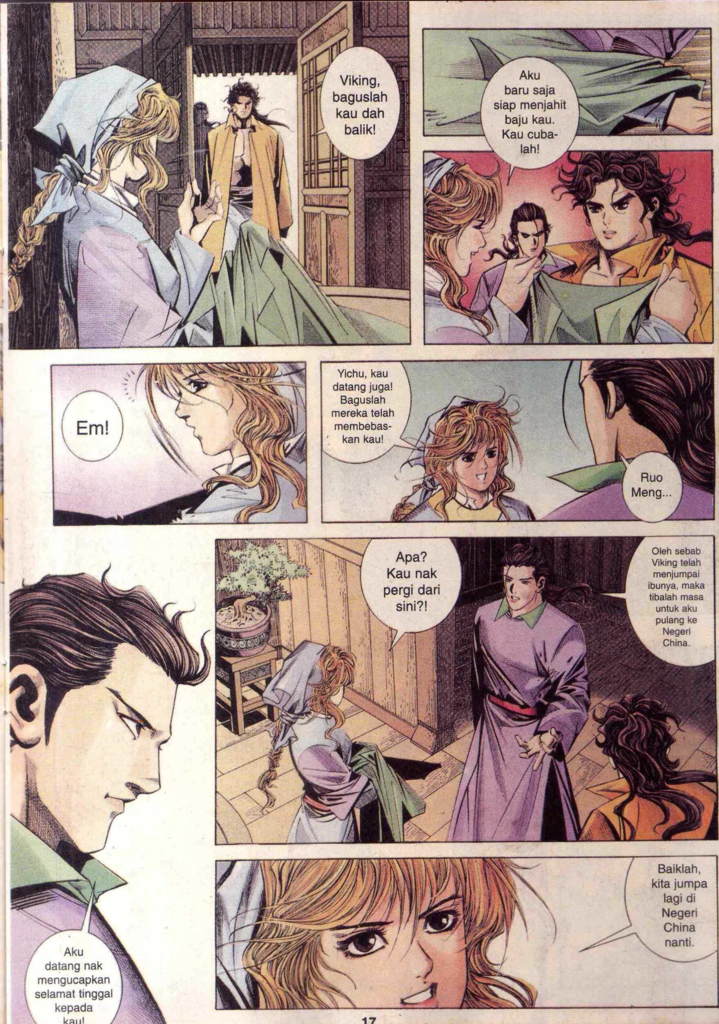 Viking,
baguslah
kau dah
balik!
Aku
baru saja
siap menjahit
baju kau.
Kau cuba-
lah!
Em!
Yichu, kau
datang juga!
Baguslah
mereka telah
membebas-
kan kau!
Ruo
Meng...
Aku
datang nak
mengucapkan
selamat tinggal
kepada
kau!
Apa?
Kau nak
pergi dari
sini?!
Oleh sebab
Viking telah
menjumpai
ibunya, maka
tibalah masa
untuk aku
pulang ke
Negeri
China.
Baiklah,
kita jumpa
lagi di
Negeri
China
nanti.
17